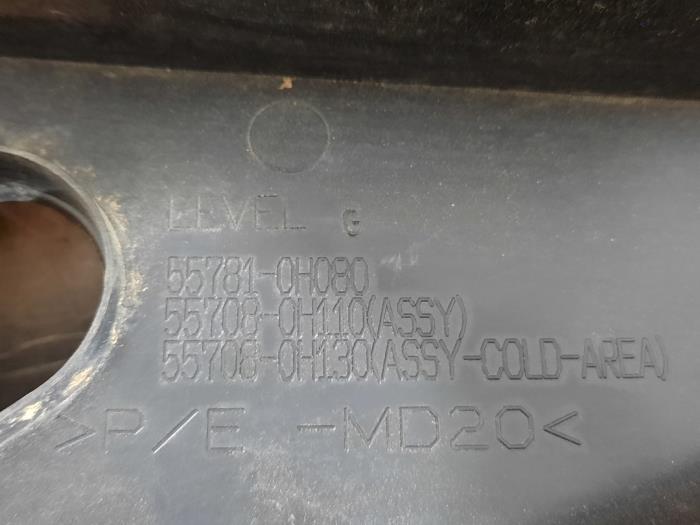 LEVEL G
55781-0H080
55708-0H110(ASSY)
55708-0H130(ASSY-COLD-AREA)
>P/E -MD20<